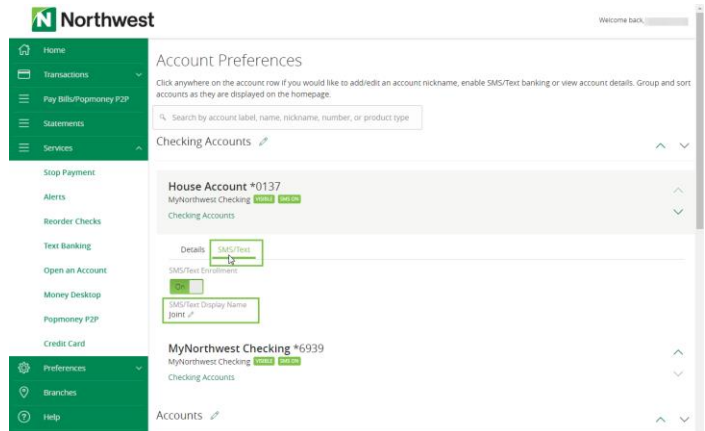 Northwest
Welcome back,
Home
Transactions
Pay Bills/Popmoney P2P
Statements
Services
Stop Payment
Alerts
Reorder Checks
Text Banking
Open an Account
Money Desktop
Popmoney P2P
Credit Card
Preferences
Branches
Help
Account Preferences
Click anywhere on the account row if you would like to add/edit an account nickname, enable SMS/Text banking or view account details. Group and sort
accounts as they are displayed on the homepage.
Search by account label, name, nickname, number, or product type
Checking Accounts
House Account *0137
MyNorthwest Checking VISIBLE SMS ON
Checking Accounts
Details SMS/Text
SMS/Text Enrollment
On
SMS/Text Display Name
Joint
MyNorthwest Checking *6939
MyNorthwest Checking VISIBLE SMS ON
Checking Accounts
Accounts